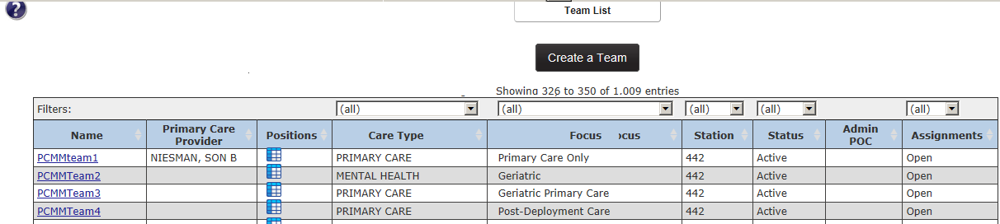 ?
Team List
Create a Team
Showing 326 to 350 of 1,009 entries
Filters: (all) (all) (all) (all) (all)
Name Primary Care Provider Positions Care Type Focus ocus Station Status Admin POC Assignments
PCMMteam1 NIESMAN, SON B PRIMARY CARE Primary Care Only 442 Active Open
PCMMTeam2 MENTAL HEALTH Geriatric 442 Active Open
PCMMTeam3 PRIMARY CARE Geriatric Primary Care 442 Active Open
PCMMTeam4 PRIMARY CARE Post-Deployment Care 442 Active Open